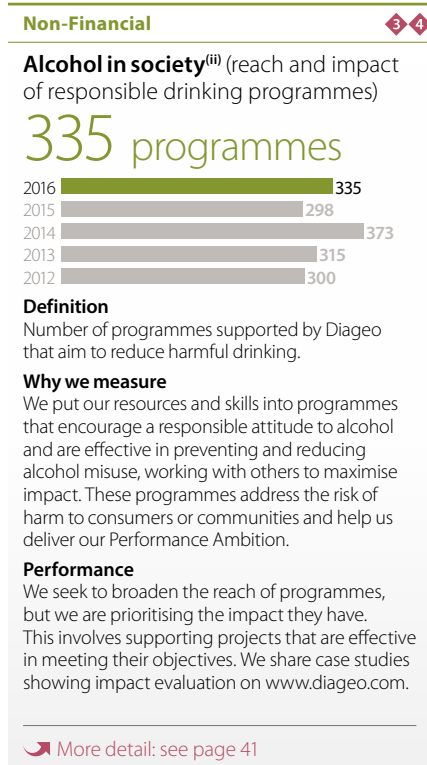 Non-Financial
3 4
Alcohol in society(ii) (reach and impact
of responsible drinking programmes)
335 programmes
2016 335
2015 298
2014 373
2013 315
2012 300
Definition
Number of programmes supported by Diageo
that aim to reduce harmful drinking.
Why we measure
We put our resources and skills into programmes
that encourage a responsible attitude to alcohol
and are effective in preventing and reducing
alcohol misuse, working with others to maximise
impact. These programmes address the risk of
harm to consumers or communities and help us
deliver our Performance Ambition.
Performance
We seek to broaden the reach of programmes,
but we are prioritising the impact they have.
This involves supporting projects that are effective
in meeting their objectives. We share case studies
showing impact evaluation on www.diageo.com.
More detail: see page 41